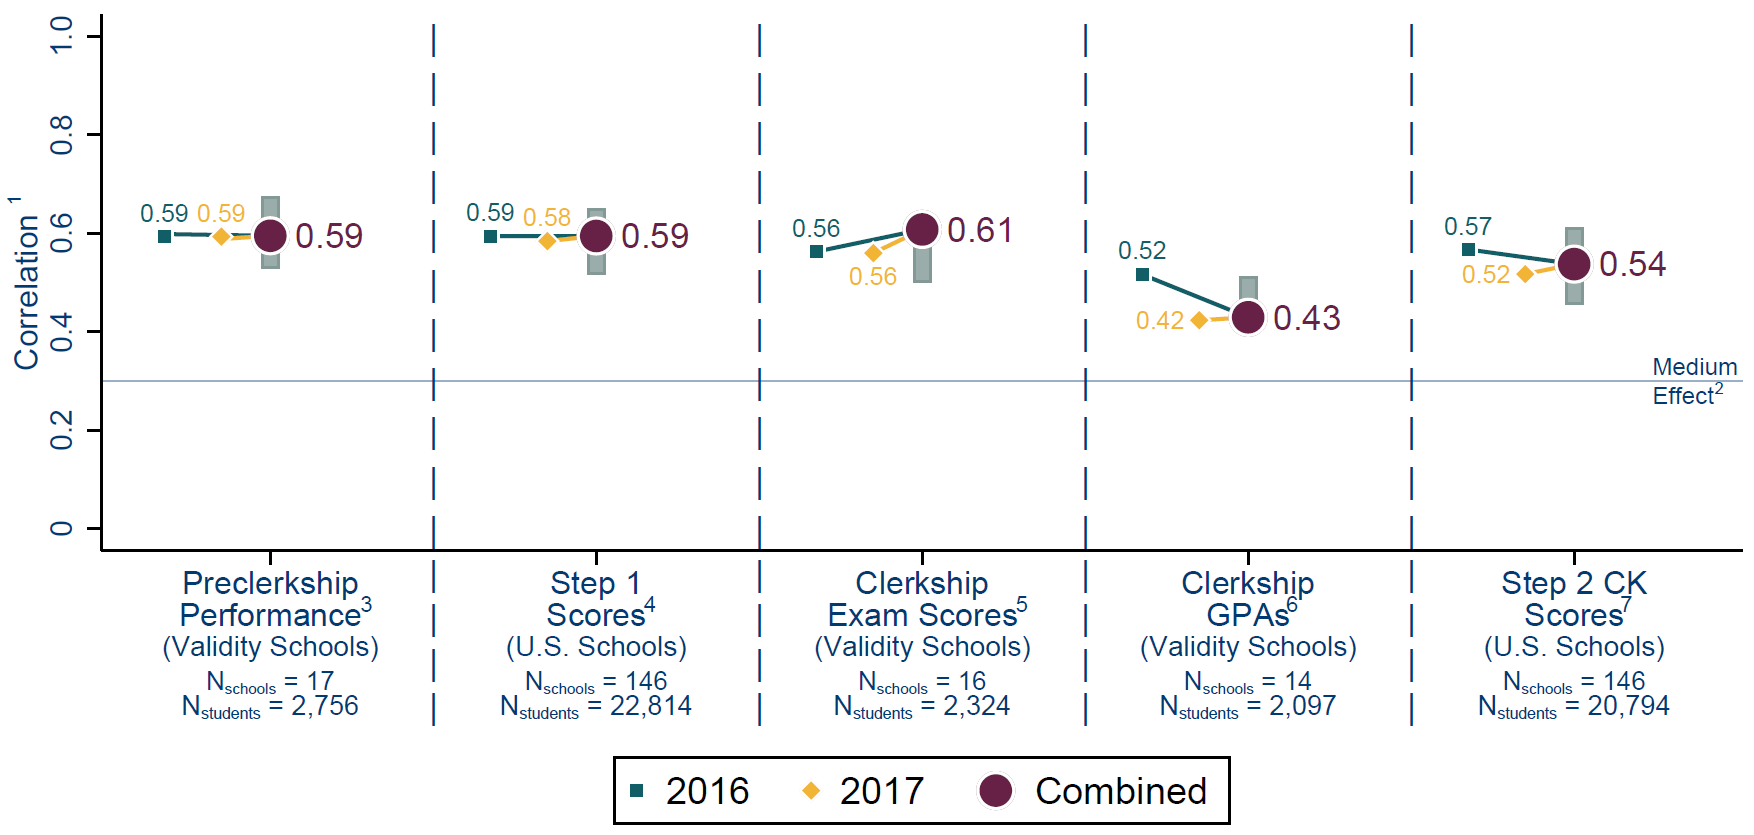 Correlation 1
1.0
0.8
0.6
0.4
0.2
0
0.59 0.59 0.59
0.59 0.58 0.59
0.56 0.56 0.61
0.52 0.42 0.43
0.57 0.52 0.54
Medium
Effect2
Preclerkship
Performance3
(Validity Schools)
Nschools = 17
Nstudents = 2,756
Step 1
Scores4
(U.S. Schools)
Nschools = 146
Nstudents = 22,814
Clerkship
Exam Scores5
(Validity Schools)
Nschools = 16
Nstudents = 2,324
Clerkship
GPAs6
(Validity Schools)
Nschools = 14
Nstudents = 2,097
Step 2 CK
Scores7
(U.S. Schools)
Nschools = 146
Nstudents = 20,794
2016 2017 Combined